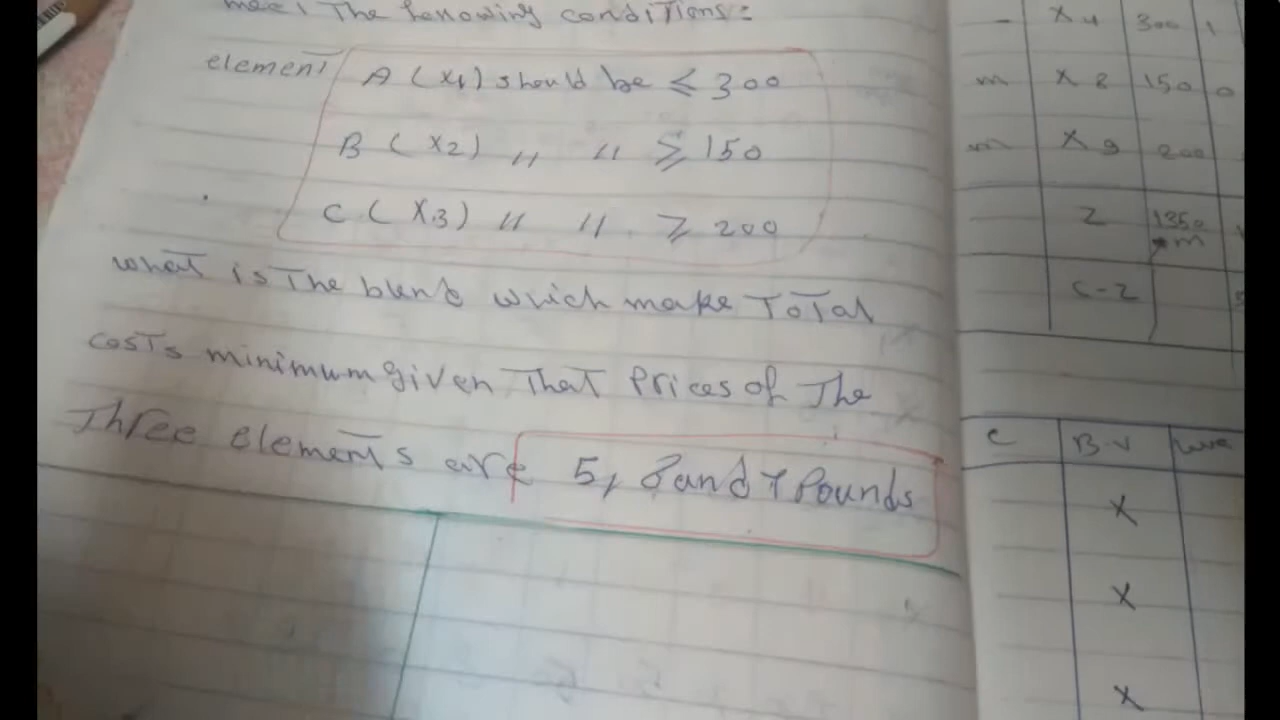 meet The following conditions:
element A (x1) should be ≤ 300
B (x2) " " ≥ 150
C (x3) " " ≥ 200
what is The blend which make ToTal
cosTs minimum given That Prices of The
Three elements are 5, 8 and 7 Pounds
- x4 300 1
m x8 150 0
m x9 200
Z 1350 m
C-Z
C B.V
X
X
X